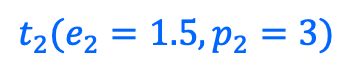 t₂(e₂ = 1.5, p₂ = 3)